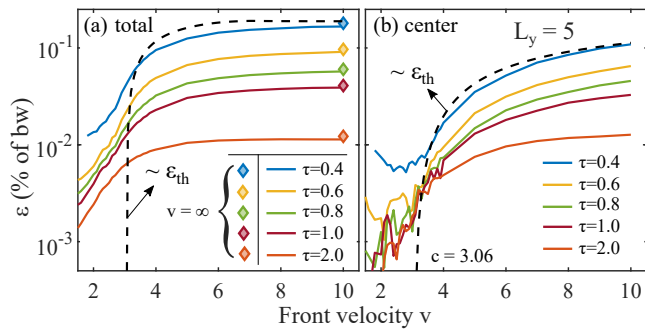 (a) total
(b) center
L_y = 5
ε (% of bw)
10^-1
10^-2
10^-3
~ ε_th
v = ∞
τ=0.4
τ=0.6
τ=0.8
τ=1.0
τ=2.0
~ ε_th
τ=0.4
τ=0.6
τ=0.8
τ=1.0
τ=2.0
c = 3.06
2 4 6 8 10
2 4 6 8 10
Front velocity v